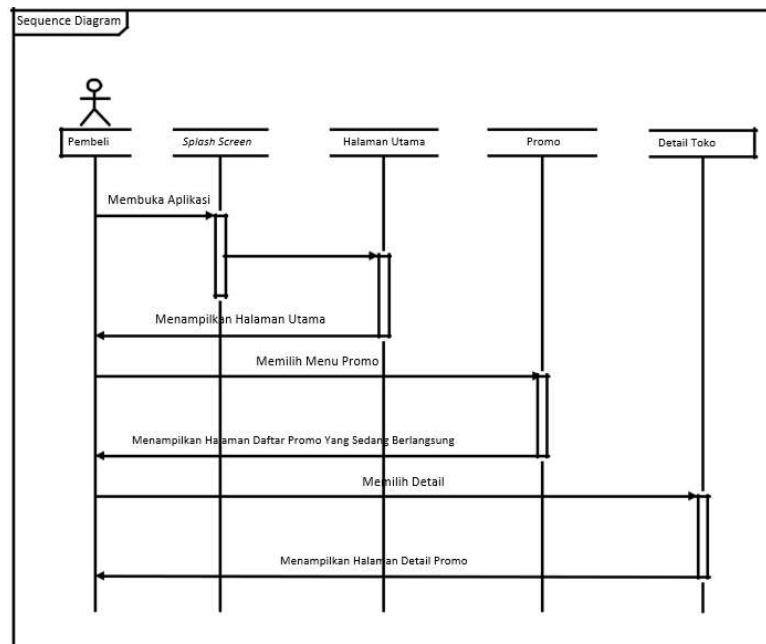 Sequence Diagram
Pembeli
Splash Screen
Halaman Utama
Promo
Detail Toko
Membuka Aplikasi
Menampilkan Halaman Utama
Memilih Menu Promo
Menampilkan Halaman Daftar Promo Yang Sedang Berlangsung
Memilih Detail
Menampilkan Halaman Detail Promo